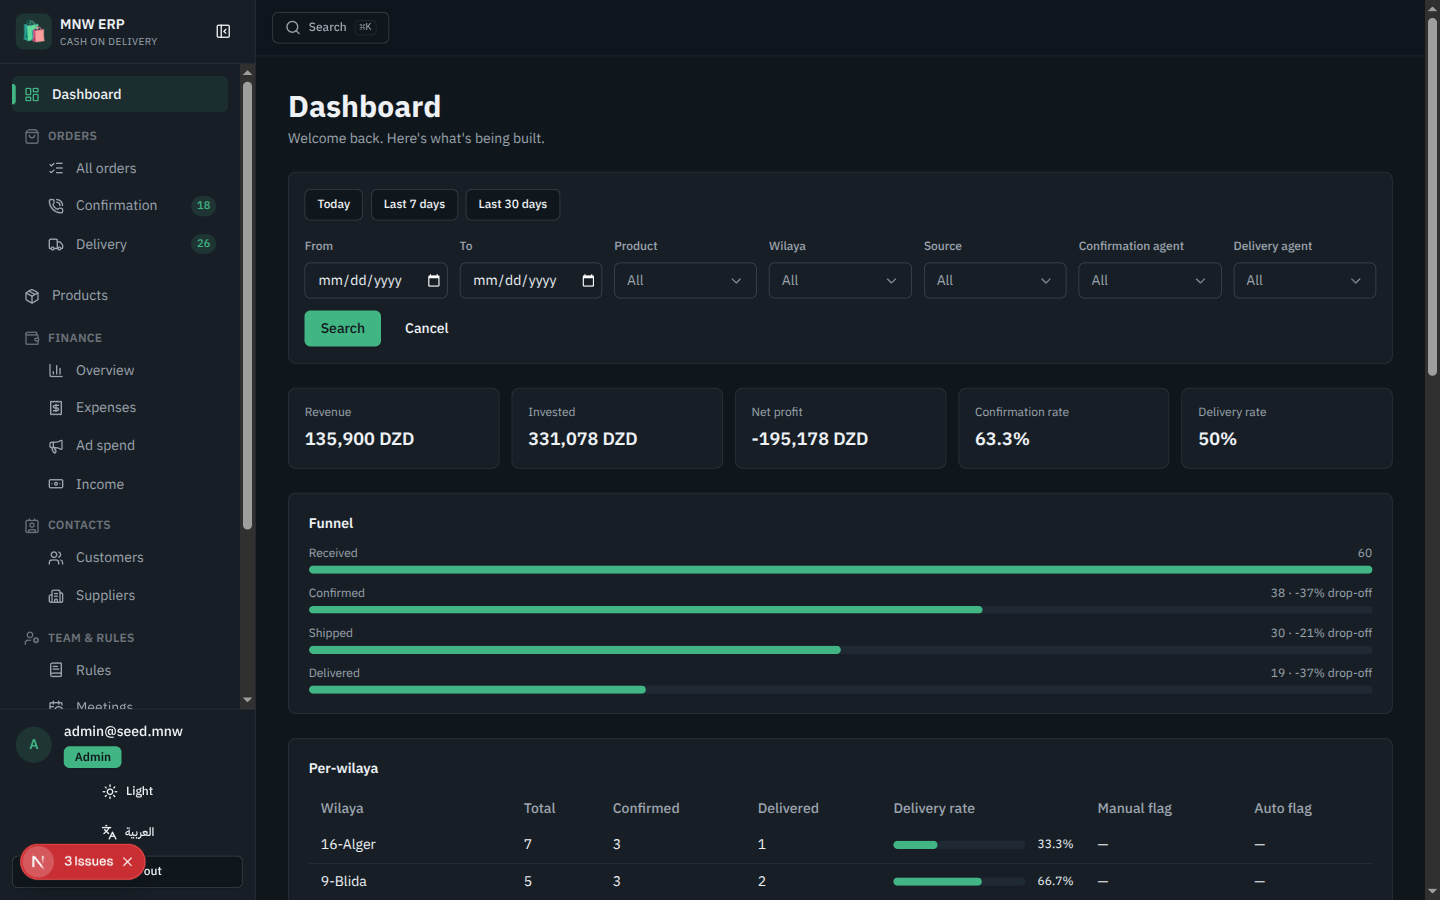 MNW ERP
CASH ON DELIVERY
Dashboard
ORDERS
All orders
Confirmation 18
Delivery 26
Products
FINANCE
Overview
Expenses
Ad spend
Income
CONTACTS
Customers
Suppliers
TEAM & RULES
Rules
Meetings
A
admin@seed.mnw
Admin
Light
العربية
N 3 Issues
out
Search ⌘K
Dashboard
Welcome back. Here's what's being built.
Today Last 7 days Last 30 days
From To Product Wilaya Source Confirmation agent Delivery agent
mm/dd/yyyy mm/dd/yyyy All All All All All
Search Cancel
Revenue Invested Net profit Confirmation rate Delivery rate
135,900 DZD 331,078 DZD -195,178 DZD 63.3% 50%
Funnel
Received 60
Confirmed 38 · -37% drop-off
Shipped 30 · -21% drop-off
Delivered 19 · -37% drop-off
Per-wilaya
Wilaya Total Confirmed Delivered Delivery rate Manual flag Auto flag
16-Alger 7 3 1 33.3% — —
9-Blida 5 3 2 66.7% — —